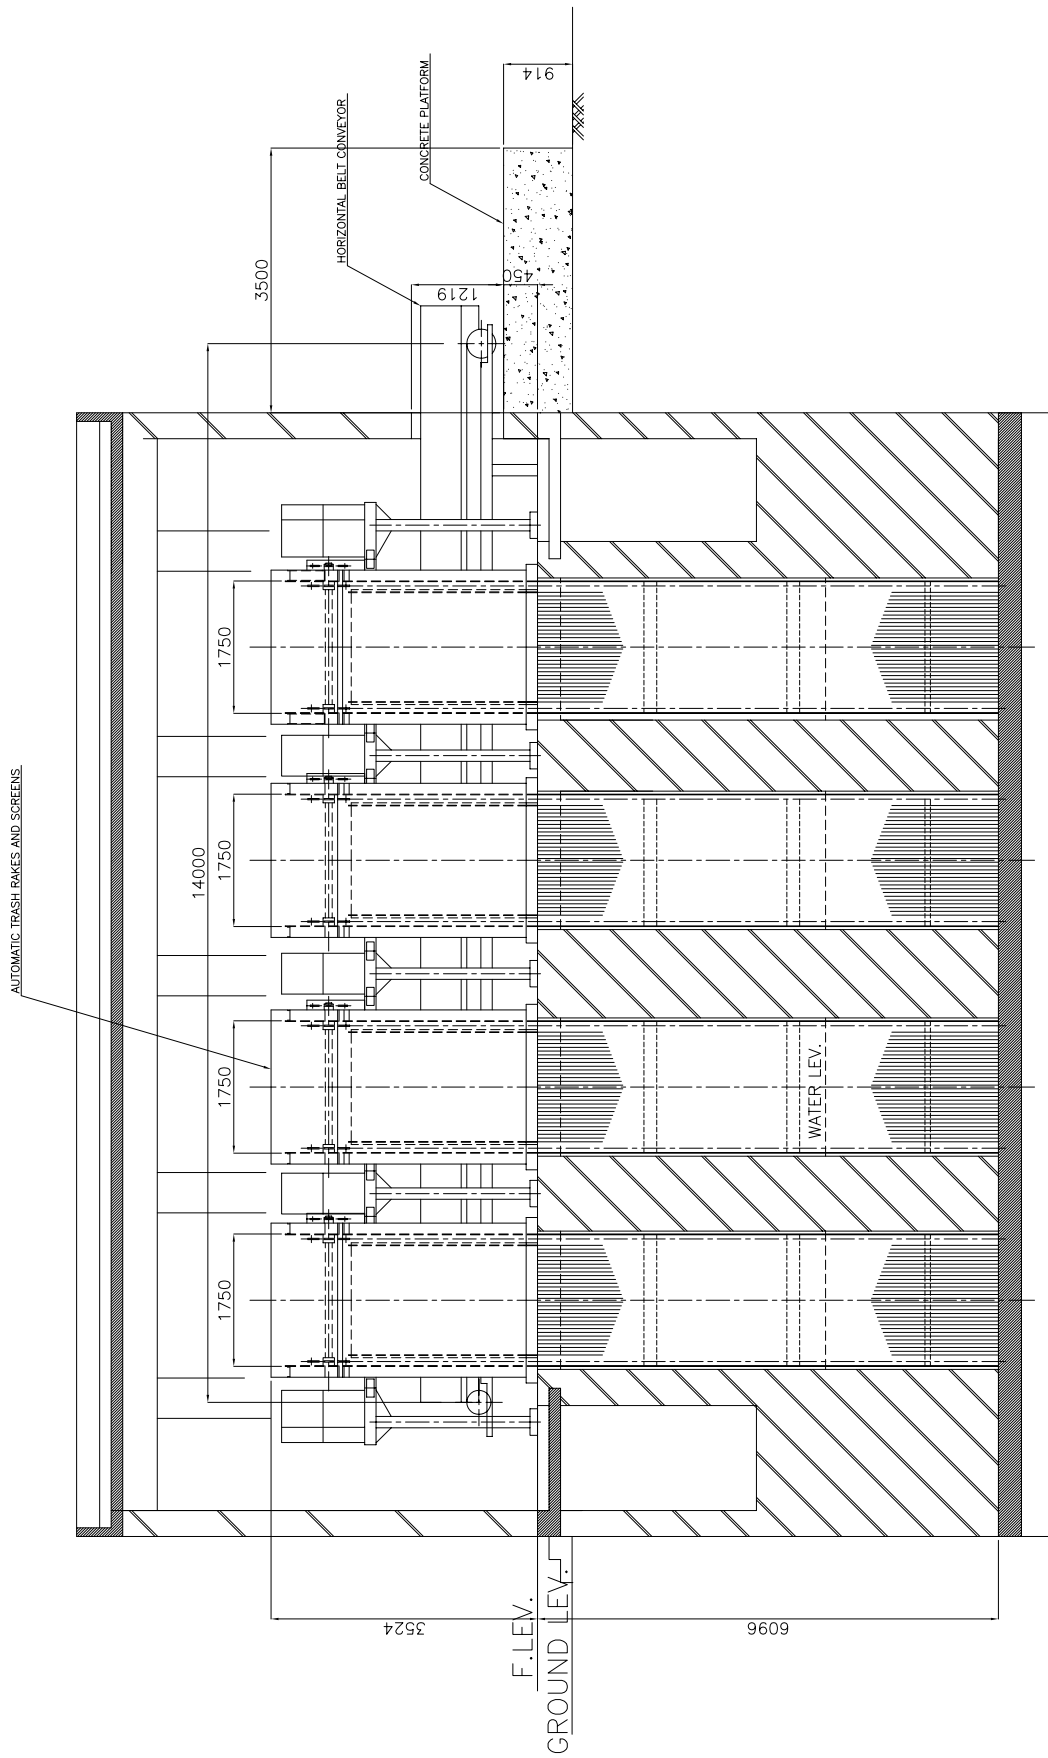 AUTOMATIC TRASH RAKES AND SCREENS
HORIZONTAL BELT CONVEYOR
CONCRETE PLATFORM
3500
14000
1750
1750
1750
1750
1219
450
914
3524
6096
WATER LEV.
F.LEV.
GROUND LEV.